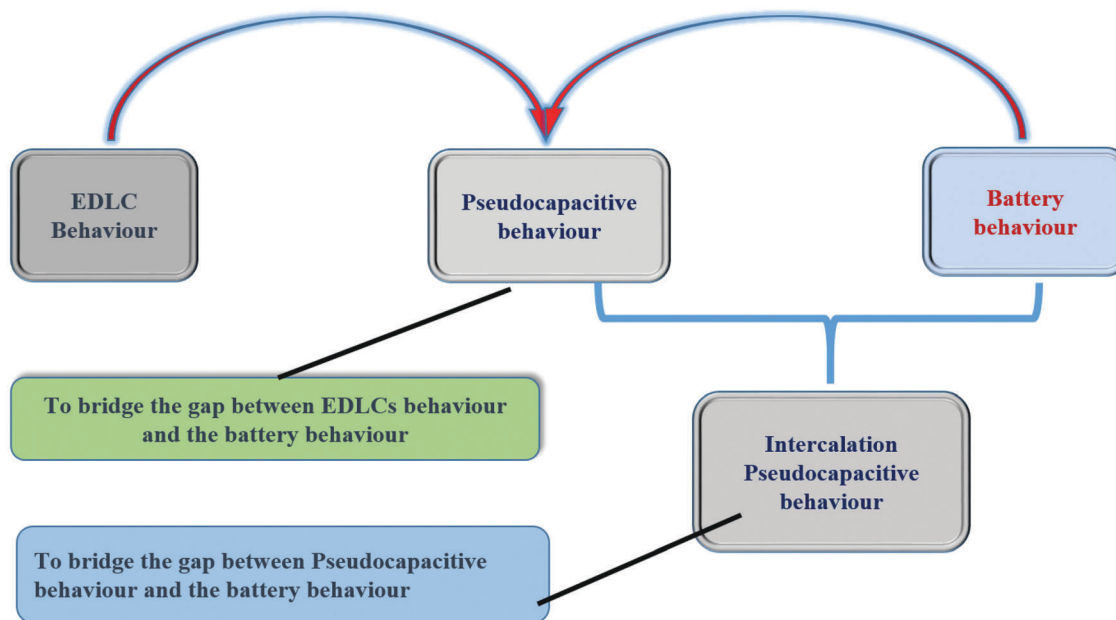 EDLC
Behaviour
Pseudocapacitive
behaviour
Battery
behaviour
To bridge the gap between EDLCs behaviour
and the battery behaviour
Intercalation
Pseudocapacitive
behaviour
To bridge the gap between Pseudocapacitive
behaviour and the battery behaviour